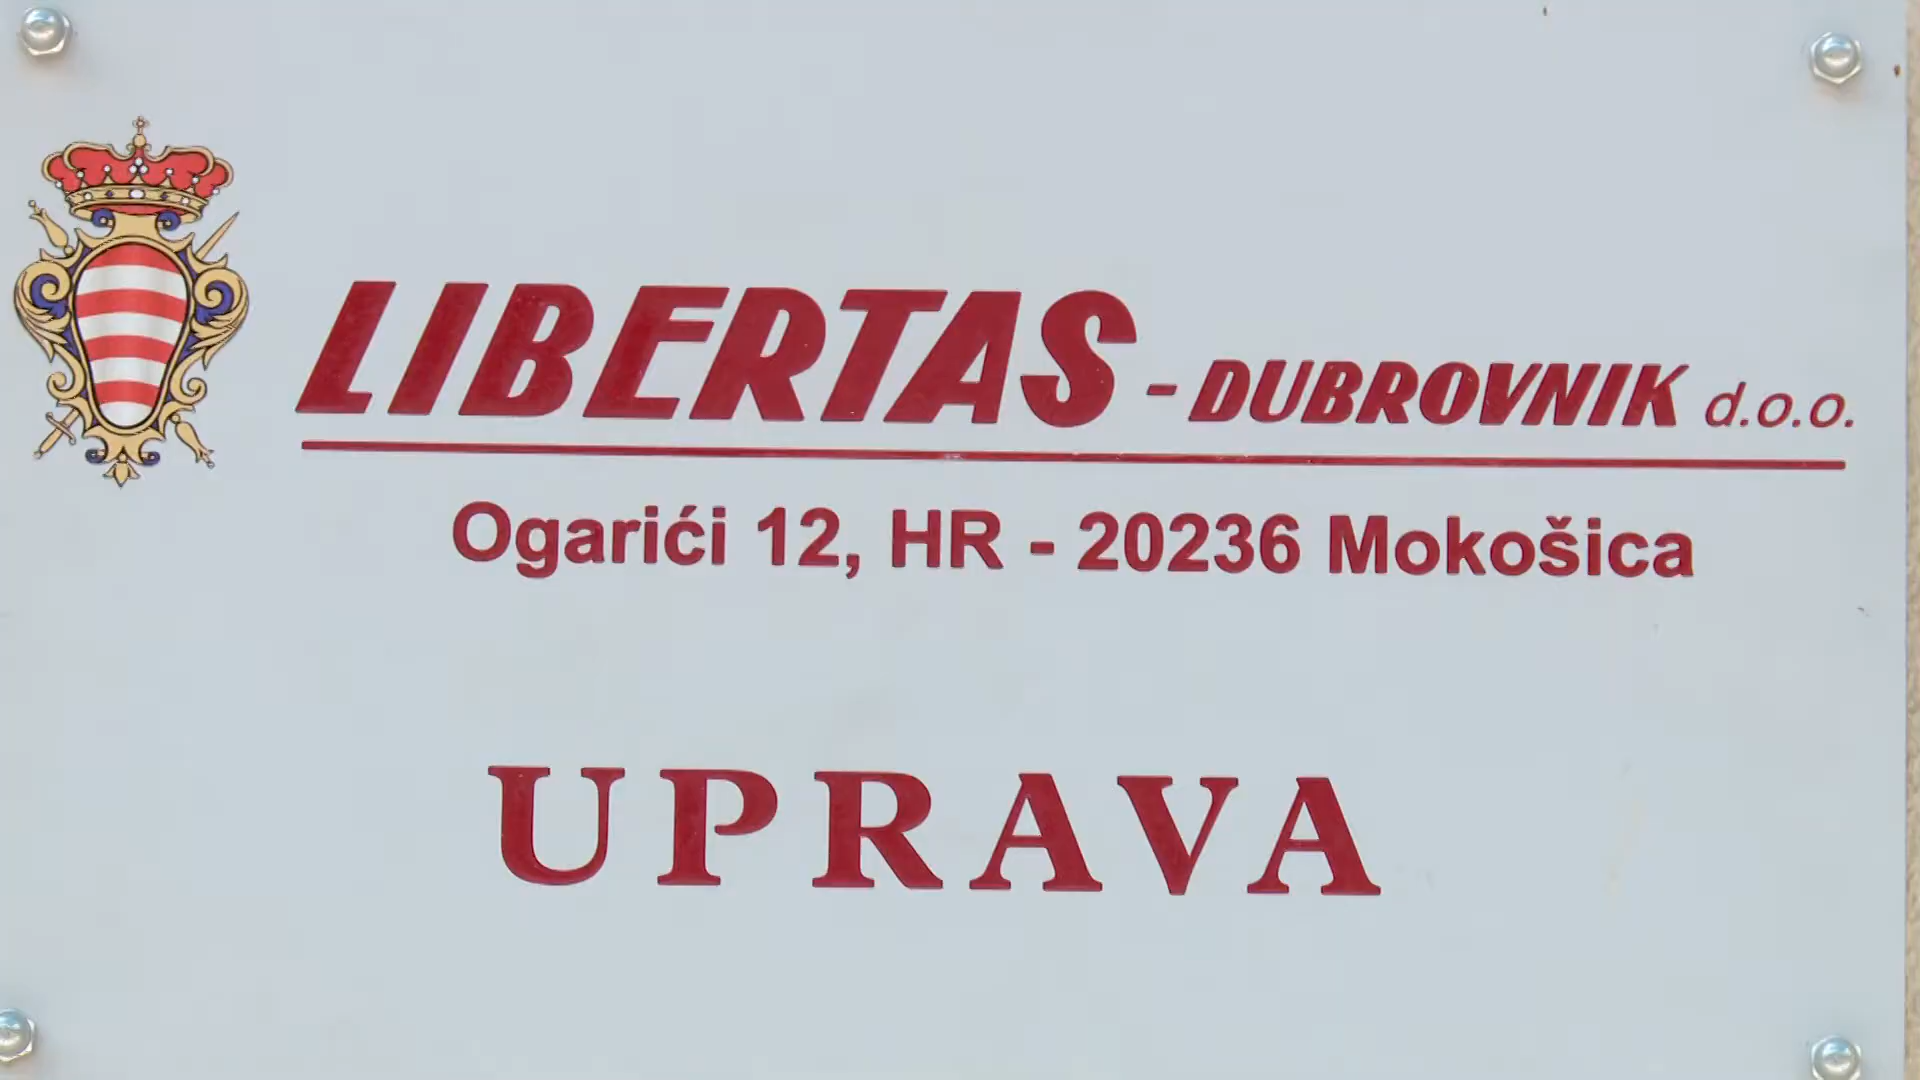 LIBERTAS - DUBROVNIK d.o.o.
Ogarići 12, HR - 20236 Mokošica
UPRAVA